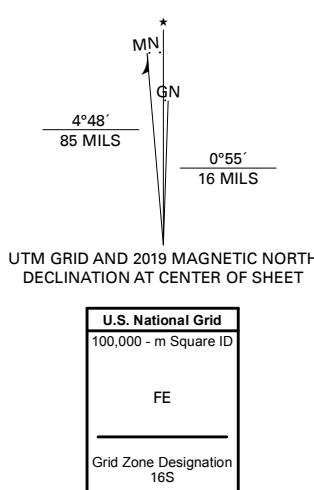 ★
MN
GN
4°48´
85 MILS
0°55´
16 MILS
UTM GRID AND 2019 MAGNETIC NORTH
DECLINATION AT CENTER OF SHEET
U.S. National Grid
100,000 - m Square ID
FE
Grid Zone Designation
16S